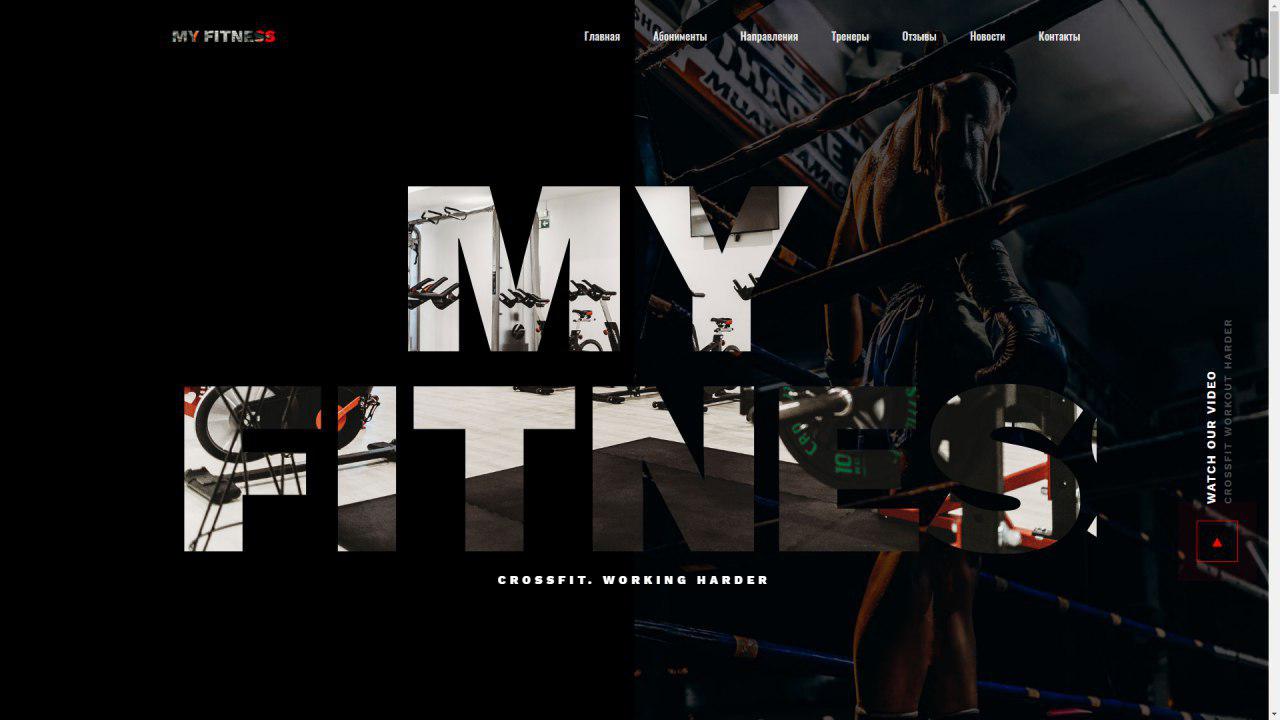 MY FITNESS
Главная Абонименты Направления Тренеры Отзывы Новости Контакты
MY
FITNES
CROSSFIT. WORKING HARDER
WATCH OUR VIDEO
CROSSFIT WORKOUT HARDER